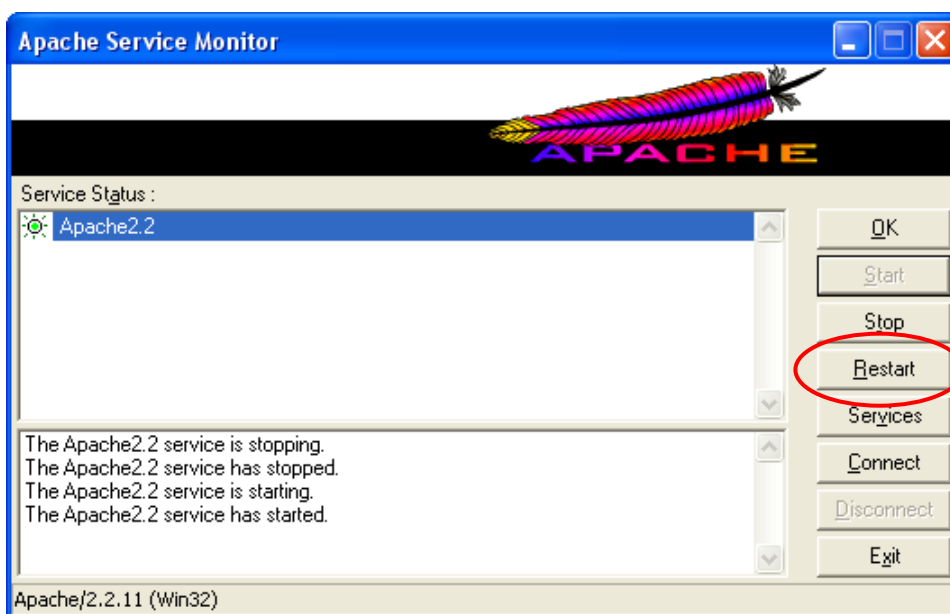 Apache Service Monitor
APACHE
Service Status :
Apache2.2
OK
Start
Stop
Restart
Services
Connect
Disconnect
Exit
The Apache2.2 service is stopping.
The Apache2.2 service has stopped.
The Apache2.2 service is starting.
The Apache2.2 service has started.
Apache/2.2.11 (Win32)